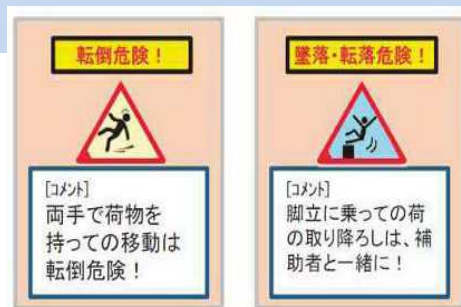 転倒危険！
[コメント]
両手で荷物を
持っての移動は
転倒危険！
墜落・転落危険！
[コメント]
脚立に乗っての荷
の取り降ろしは、補
助者と一緒に！